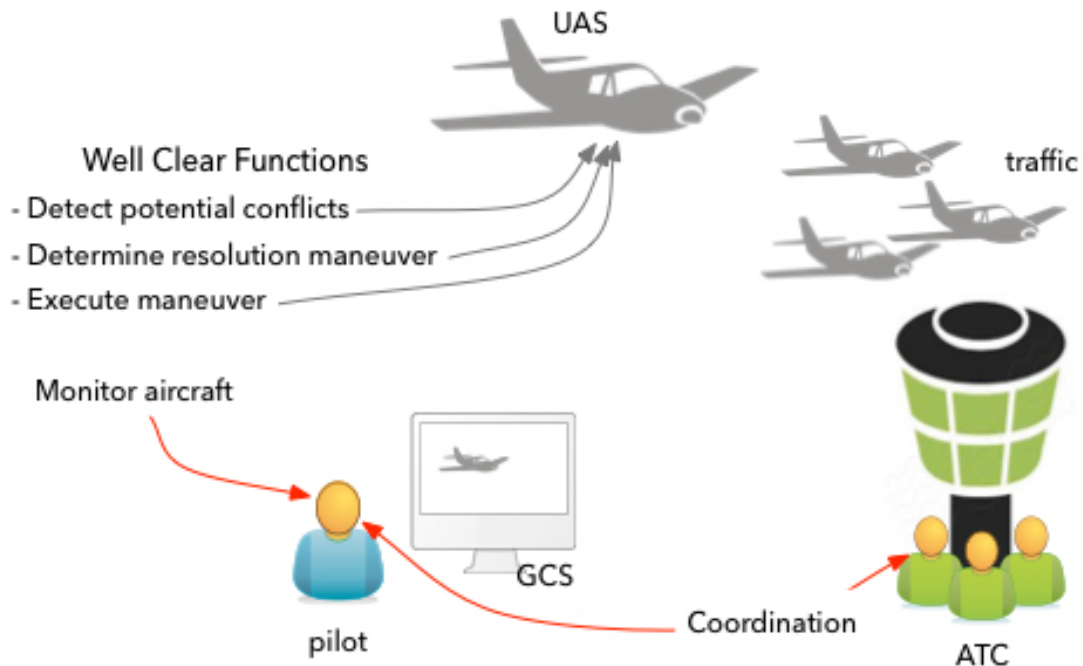 UAS
Well Clear Functions
traffic
- Detect potential conflicts
- Determine resolution maneuver
- Execute maneuver
Monitor aircraft
GCS
Coordination
pilot
ATC